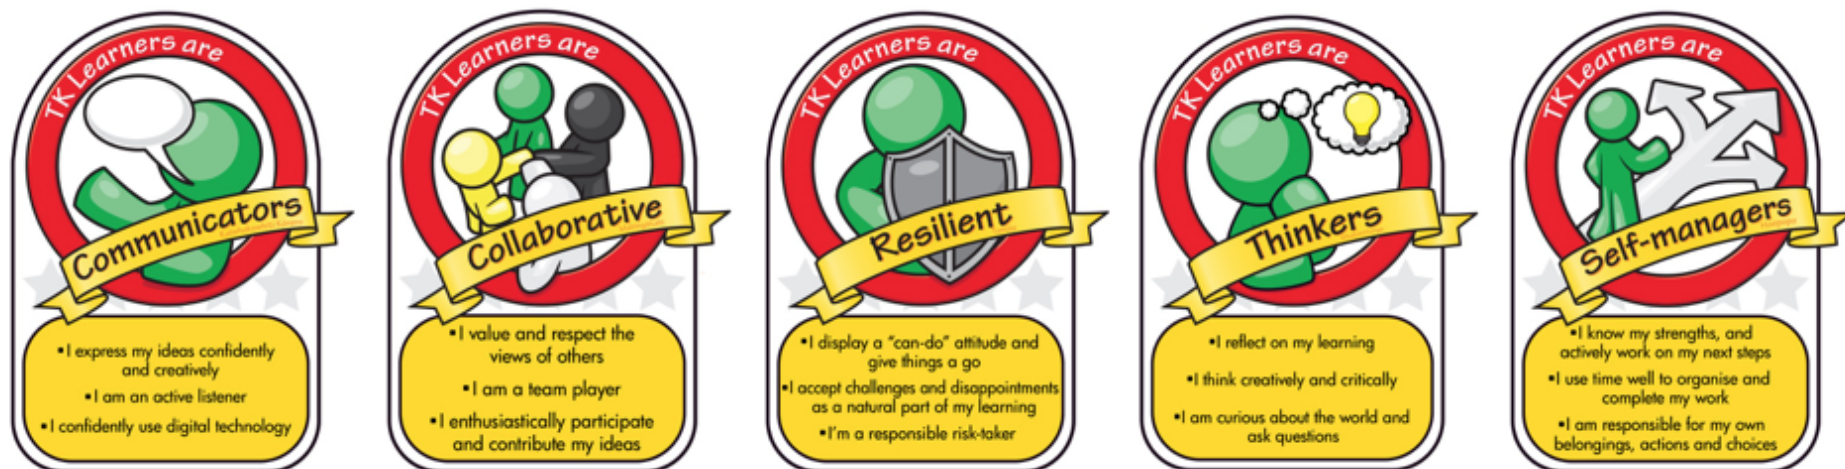 TK Learners are
Communicators
▪I express my ideas confidently
and creatively
▪I am an active listener
▪I confidently use digital technology
TK Learners are
Collaborative
▪I value and respect the
views of others
▪I am a team player
▪I enthusiastically participate
and contribute my ideas
TK Learners are
Resilient
▪I display a “can-do” attitude and
give things a go
▪I accept challenges and disappointments
as a natural part of my learning
▪I’m a responsible risk-taker
TK Learners are
Thinkers
▪I reflect on my learning
▪I think creatively and critically
▪I am curious about the world and
ask questions
TK Learners are
Self-managers
▪I know my strengths, and
actively work on my next steps
▪I use time well to organise and
complete my work
▪I am responsible for my own
belongings, actions and choices